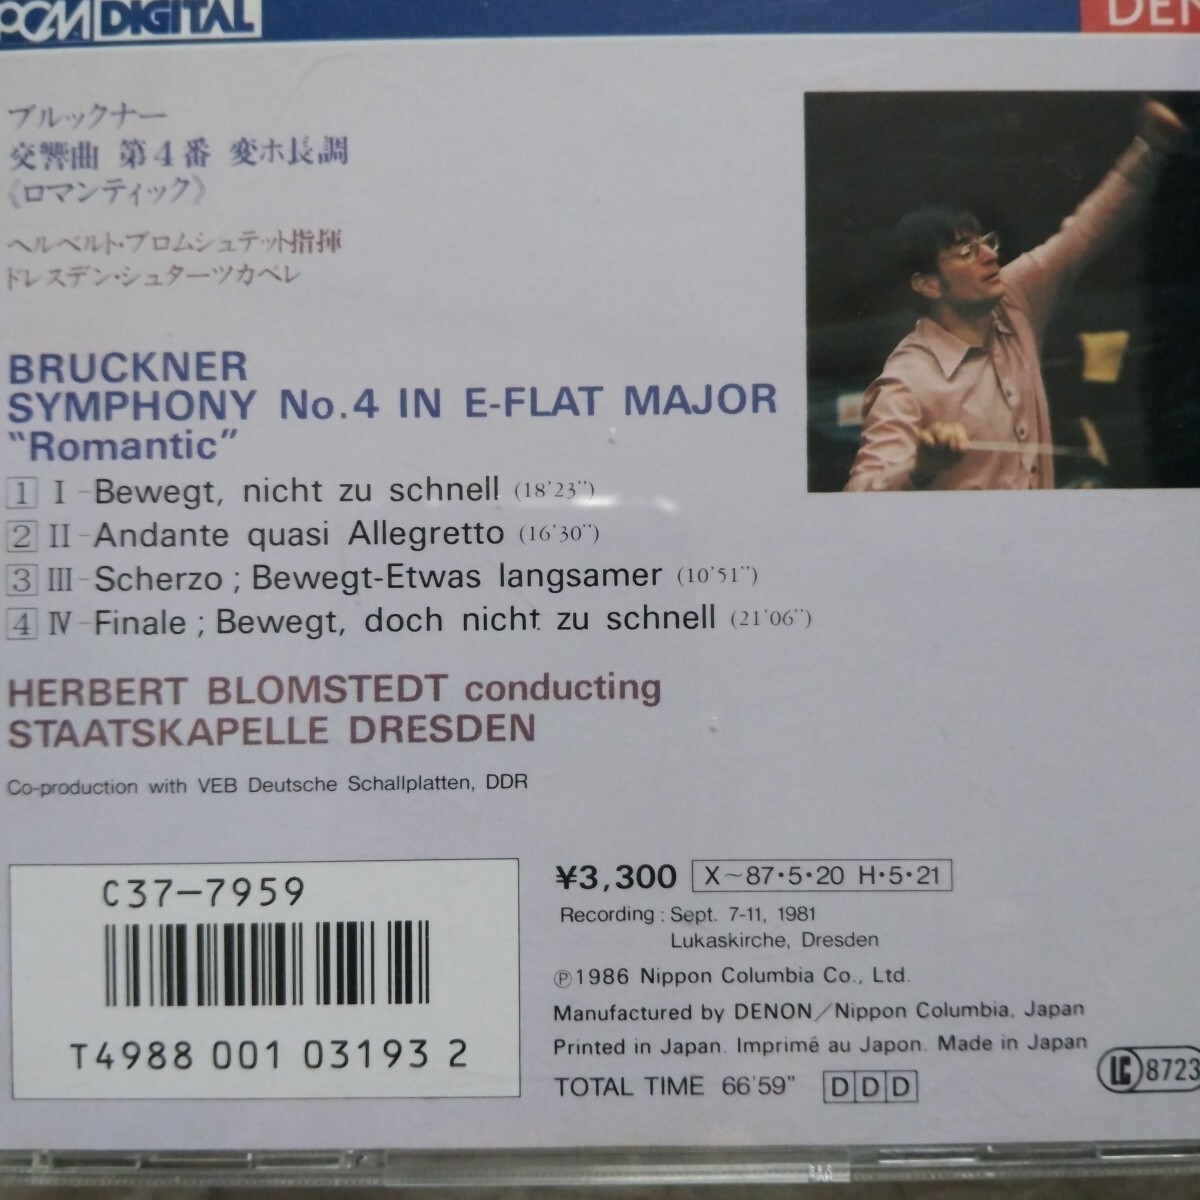 PCM DIGITAL
DEN
ブルックナー
交響曲 第4番 変ホ長調
《ロマンティック》
ヘルベルト・ブロムシュテット指揮
ドレスデン・シュターツカペレ
BRUCKNER
SYMPHONY No.4 IN E-FLAT MAJOR
"Romantic"
1 I-Bewegt, nicht zu schnell (18'23")
2 II-Andante quasi Allegretto (16'30")
3 III-Scherzo ; Bewegt-Etwas langsamer (10'51")
4 IV-Finale ; Bewegt, doch nicht zu schnell (21'06")
HERBERT BLOMSTEDT conducting
STAATSKAPELLE DRESDEN
Co-production with VEB Deutsche Schallplatten, DDR
C37-7959
T4988 001 03193 2
¥3,300 X~87・5・20 H・5・21
Recording : Sept. 7-11, 1981
Lukaskirche, Dresden
Ⓟ1986 Nippon Columbia Co., Ltd.
Manufactured by DENON／Nippon Columbia, Japan
Printed in Japan. Imprimé au Japon. Made in Japan
TOTAL TIME 66'59" DDD
LC 8723